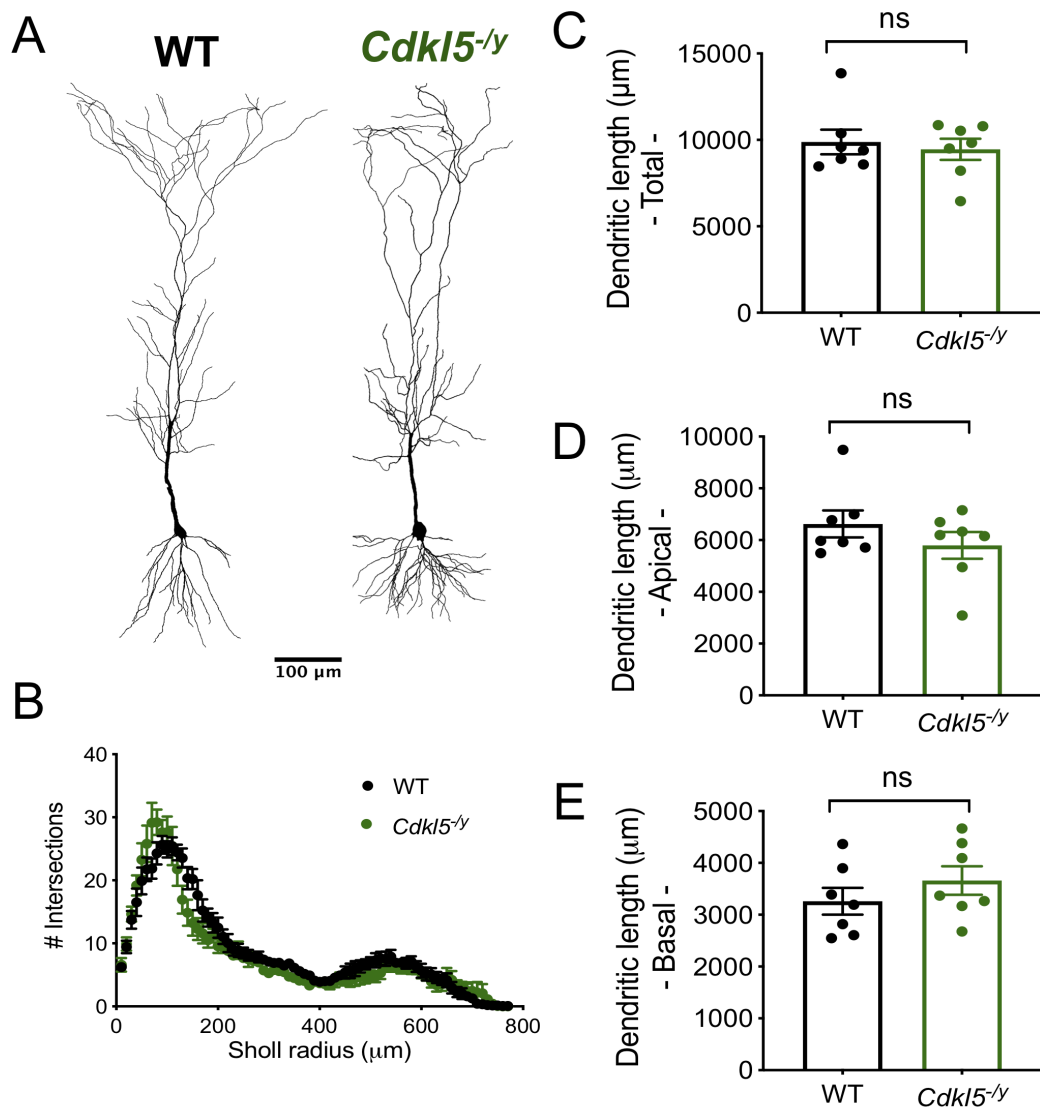 A
WT
Cdkl5-/y
100 µm
B
# Intersections
40
30
20
10
0
0 200 400 600 800
Sholl radius (µm)
WT
Cdkl5-/y
C
ns
Dendritic length (µm)
- Total -
15000
10000
5000
0
WT Cdkl5-/y
D
ns
Dendritic length (µm)
- Apical -
10000
8000
6000
4000
2000
0
WT Cdkl5-/y
E
ns
Dendritic length (µm)
- Basal -
5000
4000
3000
2000
1000
0
WT Cdkl5-/y